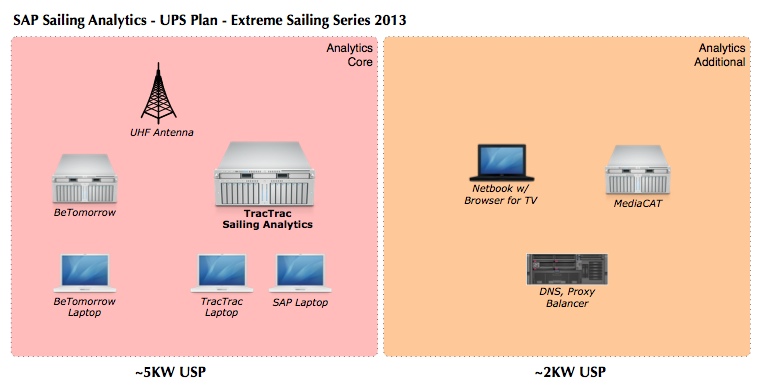 SAP Sailing Analytics - UPS Plan - Extreme Sailing Series 2013
Analytics
Core
UHF Antenna
BeTomorrow
TracTrac
Sailing Analytics
BeTomorrow
Laptop
TracTrac
Laptop
SAP Laptop
~5KW USP
Analytics
Additional
Netbook w/
Browser for TV
MediaCAT
DNS, Proxy
Balancer
~2KW USP